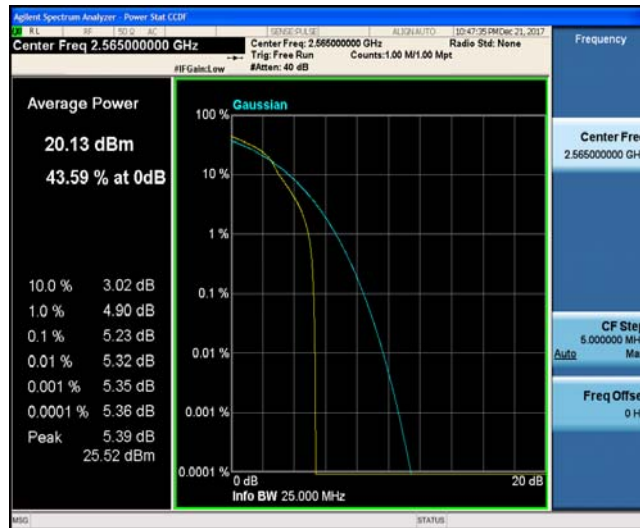 Agilent Spectrum Analyzer - Power Stat CCDF
RL RF 50 Ω AC SENSE:PULSE ALIGN AUTO 10:47:35 PM Dec 21, 2017
Center Freq 2.565000000 GHz
Center Freq: 2.565000000 GHz Radio Std: None
Trig: Free Run Counts:1.00 M/1.00 Mpt
#IFGain:Low #Atten: 40 dB
Frequency
Average Power
20.13 dBm
43.59 % at 0dB
10.0 % 3.02 dB
1.0 % 4.90 dB
0.1 % 5.23 dB
0.01 % 5.32 dB
0.001 % 5.35 dB
0.0001 % 5.36 dB
Peak 5.39 dB
25.52 dBm
Gaussian
100 %
10 %
1 %
0.1 %
0.01 %
0.001 %
0.0001 %
0 dB 20 dB
Info BW 25.000 MHz
Center Fre
2.565000000 GH
CF Step
5.000000 MH
Auto Ma
Freq Offse
0 H
MSG STATUS